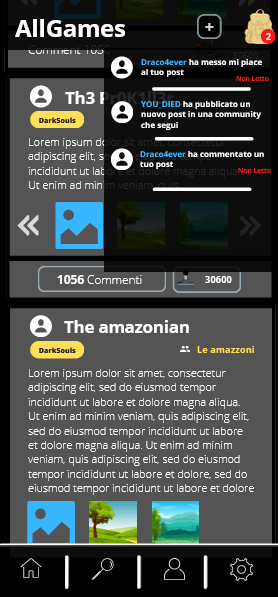 AllGames
+
2
Commenti 1056
30500
Draco4ever ha messo mi piace
al tuo post
Non Letto
YOU DIED ha pubblicato un
nuovo post in una community
che segui
Draco4ever ha commentato un
tuo post
Non Letto
Th3 Pr0K1ll3r
DarkSouls
Lorem ipsum dolor sit amet, consectetur
adipiscing elit, sed do eiusmod tempor
incididunt ut labore et dolore magna aliqua.
Ut enim ad minim veniam, quis
1056 Commenti
30600
The amazonian
DarkSouls
Le amazzoni
Lorem ipsum dolor sit amet, consectetur
adipiscing elit, sed do eiusmod tempor
incididunt ut labore et dolore magna aliqua.
Ut enim ad minim veniam, quis adipiscing elit,
sed do eiusmod tempor incididunt ut labore
et dolore magna aliqua. Ut enim ad minim
veniam, quis adipiscing elit, sed do eiusmod
tempor incididunt ut labore et dolore, sed do
eiusmod tempor incididunt ut labore et dolore